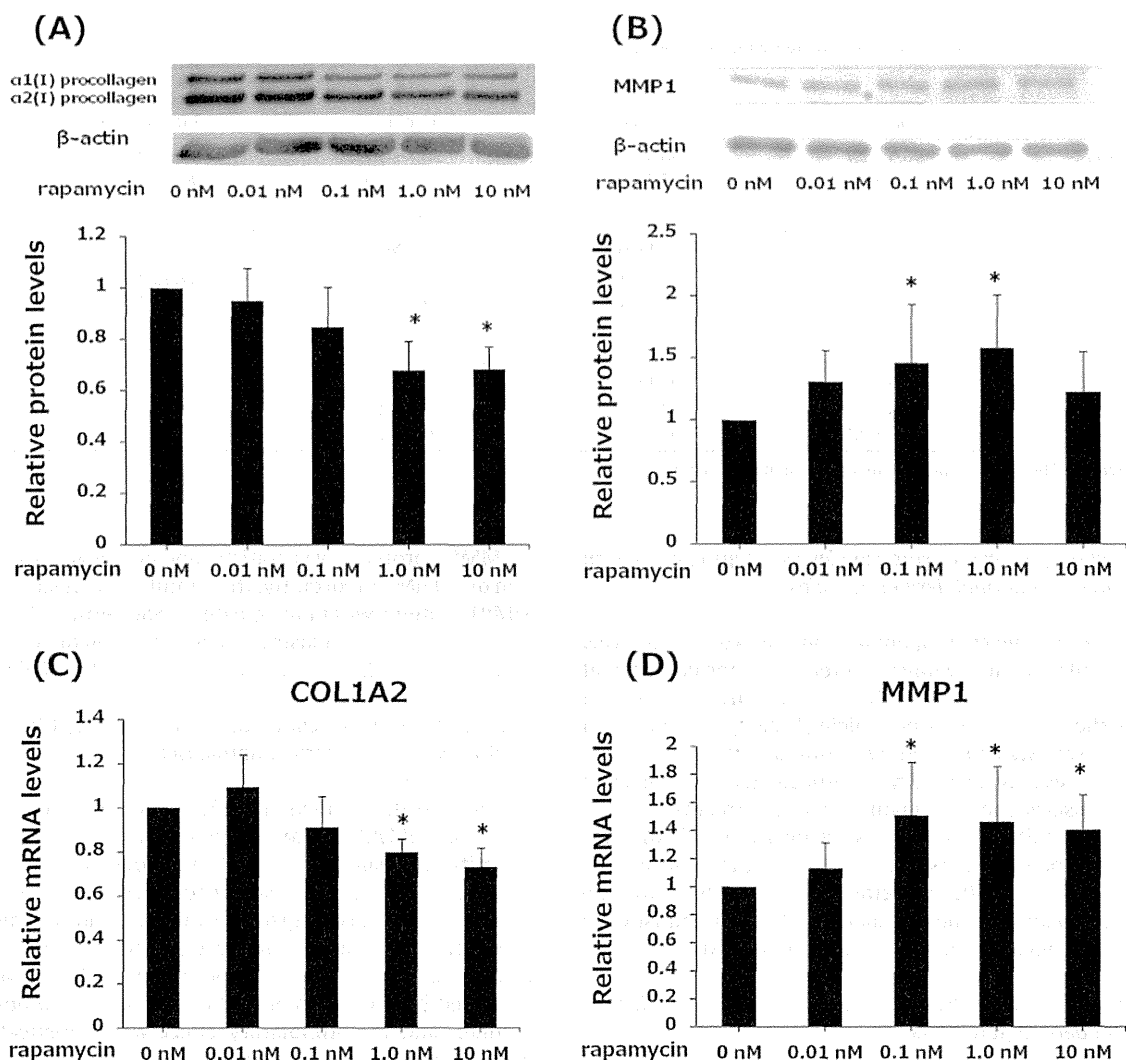 (A)
α1(I) procollagen
α2(I) procollagen
β-actin
rapamycin 0 nM 0.01 nM 0.1 nM 1.0 nM 10 nM
Relative protein levels
1.2
1
0.8
0.6
0.4
0.2
0
* *
rapamycin 0 nM 0.01 nM 0.1 nM 1.0 nM 10 nM
(B)
MMP1
β-actin
rapamycin 0 nM 0.01 nM 0.1 nM 1.0 nM 10 nM
Relative protein levels
2.5
2
1.5
1
0.5
0
* *
rapamycin 0 nM 0.01 nM 0.1 nM 1.0 nM 10 nM
(C)
COL1A2
Relative mRNA levels
1.4
1.2
1
0.8
0.6
0.4
0.2
0
* *
rapamycin 0 nM 0.01 nM 0.1 nM 1.0 nM 10 nM
(D)
MMP1
Relative mRNA levels
2
1.8
1.6
1.4
1.2
1
0.8
0.6
0.4
0.2
0
* * *
rapamycin 0 nM 0.01 nM 0.1 nM 1.0 nM 10 nM